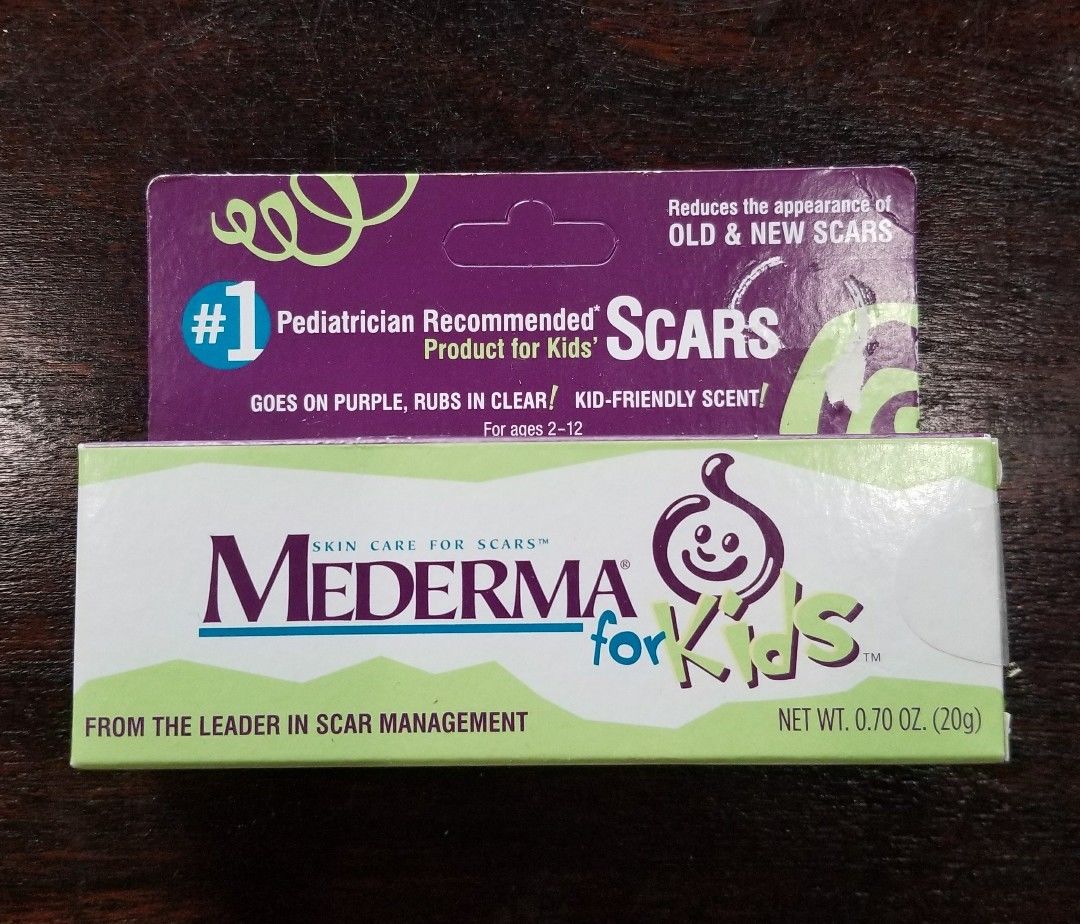 Reduces the appearance of
OLD & NEW SCARS
#1 Pediatrician Recommended* SCARS
Product for Kids'
GOES ON PURPLE, RUBS IN CLEAR! KID-FRIENDLY SCENT!
For ages 2-12
SKIN CARE FOR SCARS™
MEDERMA®
for Kids™
FROM THE LEADER IN SCAR MANAGEMENT
NET WT. 0.70 OZ. (20g)